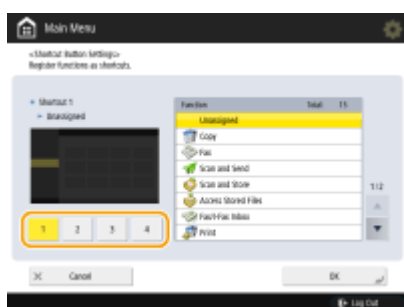 Main Menu
<Shortcut Button Settings>
Register functions as shortcuts.
Shortcut 1
Unassigned
1
2
3
4
Function Total 15
Unassigned
Copy
Fax
Scan and Send
Scan and Store
Access Stored Files
Fax/I-Fax Inbox
Print
1/2
Cancel
OK
Log Out